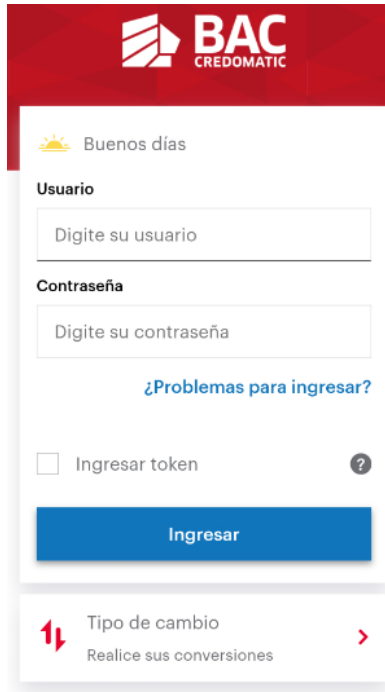 BAC
CREDOMATIC
Buenos días
Usuario
Digite su usuario
Contraseña
Digite su contraseña
¿Problemas para ingresar?
Ingresar token
?
Ingresar
Tipo de cambio
Realice sus conversiones